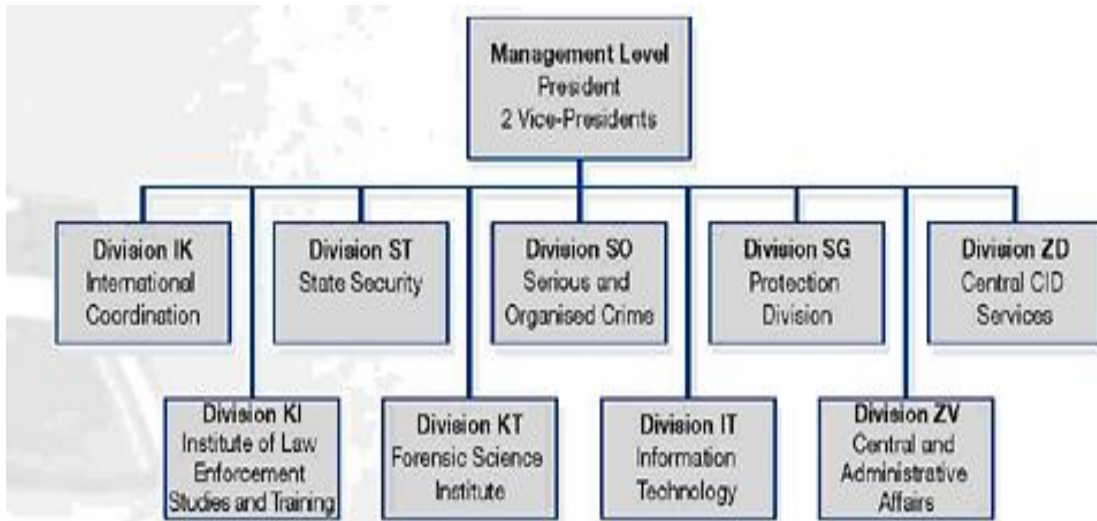 Management Level
President
2 Vice-Presidents
Division IK
International
Coordination
Division ST
State Security
Division SO
Serious and
Organised Crime
Division SG
Protection
Division
Division ZD
Central CID
Services
Division KI
Institute of Law
Enforcement
Studies and Training
Division KT
Forensic Science
Institute
Division IT
Information
Technology
Division ZV
Central and
Administrative
Affairs